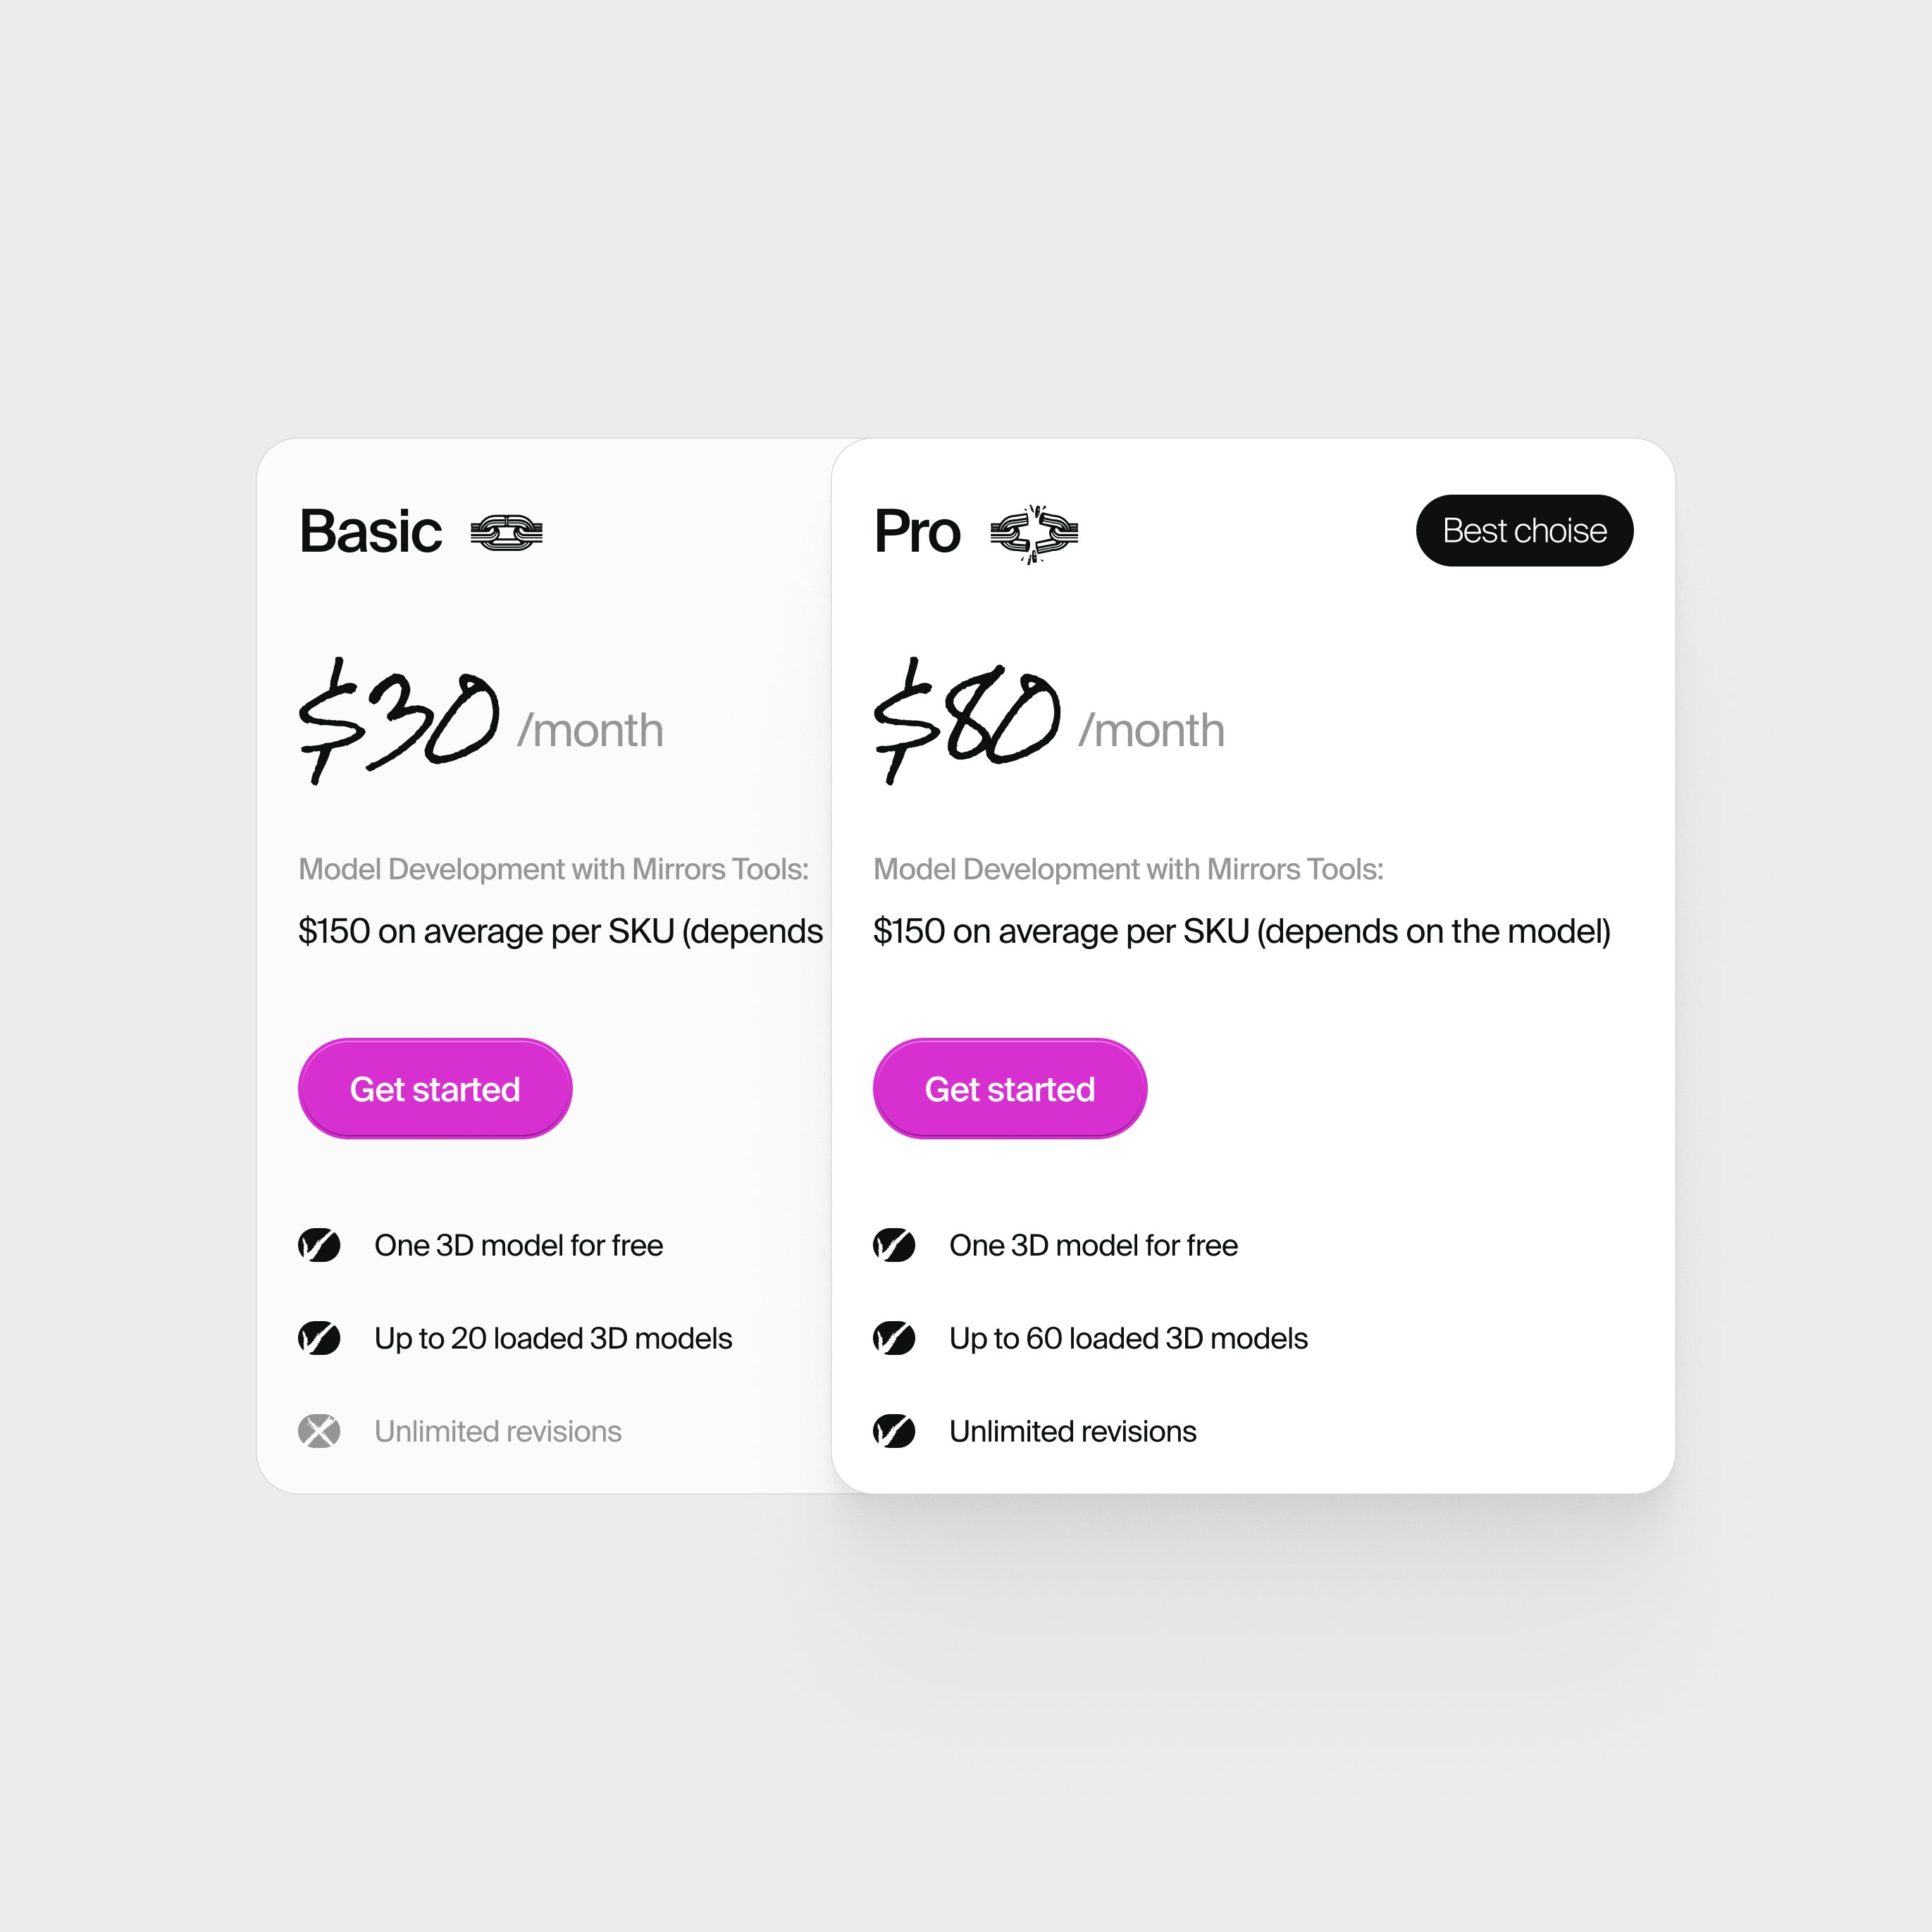 Basic
$30 /month
Model Development with Mirrors Tools:
$150 on average per SKU (depends
Get started
One 3D model for free
Up to 20 loaded 3D models
Unlimited revisions
Pro
Best choise
$80 /month
Model Development with Mirrors Tools:
$150 on average per SKU (depends on the model)
Get started
One 3D model for free
Up to 60 loaded 3D models
Unlimited revisions